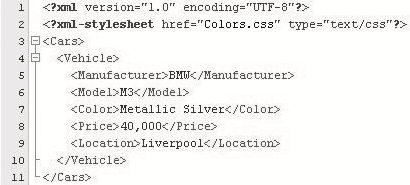 1 <?xml version="1.0" encoding="UTF-8"?>
2 <?xml-stylesheet href="Colors.css" type="text/css"?>
3 <Cars>
4 <Vehicle>
5 <Manufacturer>BMW</Manufacturer>
6 <Model>M3</Model>
7 <Color>Metallic Silver</Color>
8 <Price>40,000</Price>
9 <Location>Liverpool</Location>
10 </Vehicle>
11 </Cars>